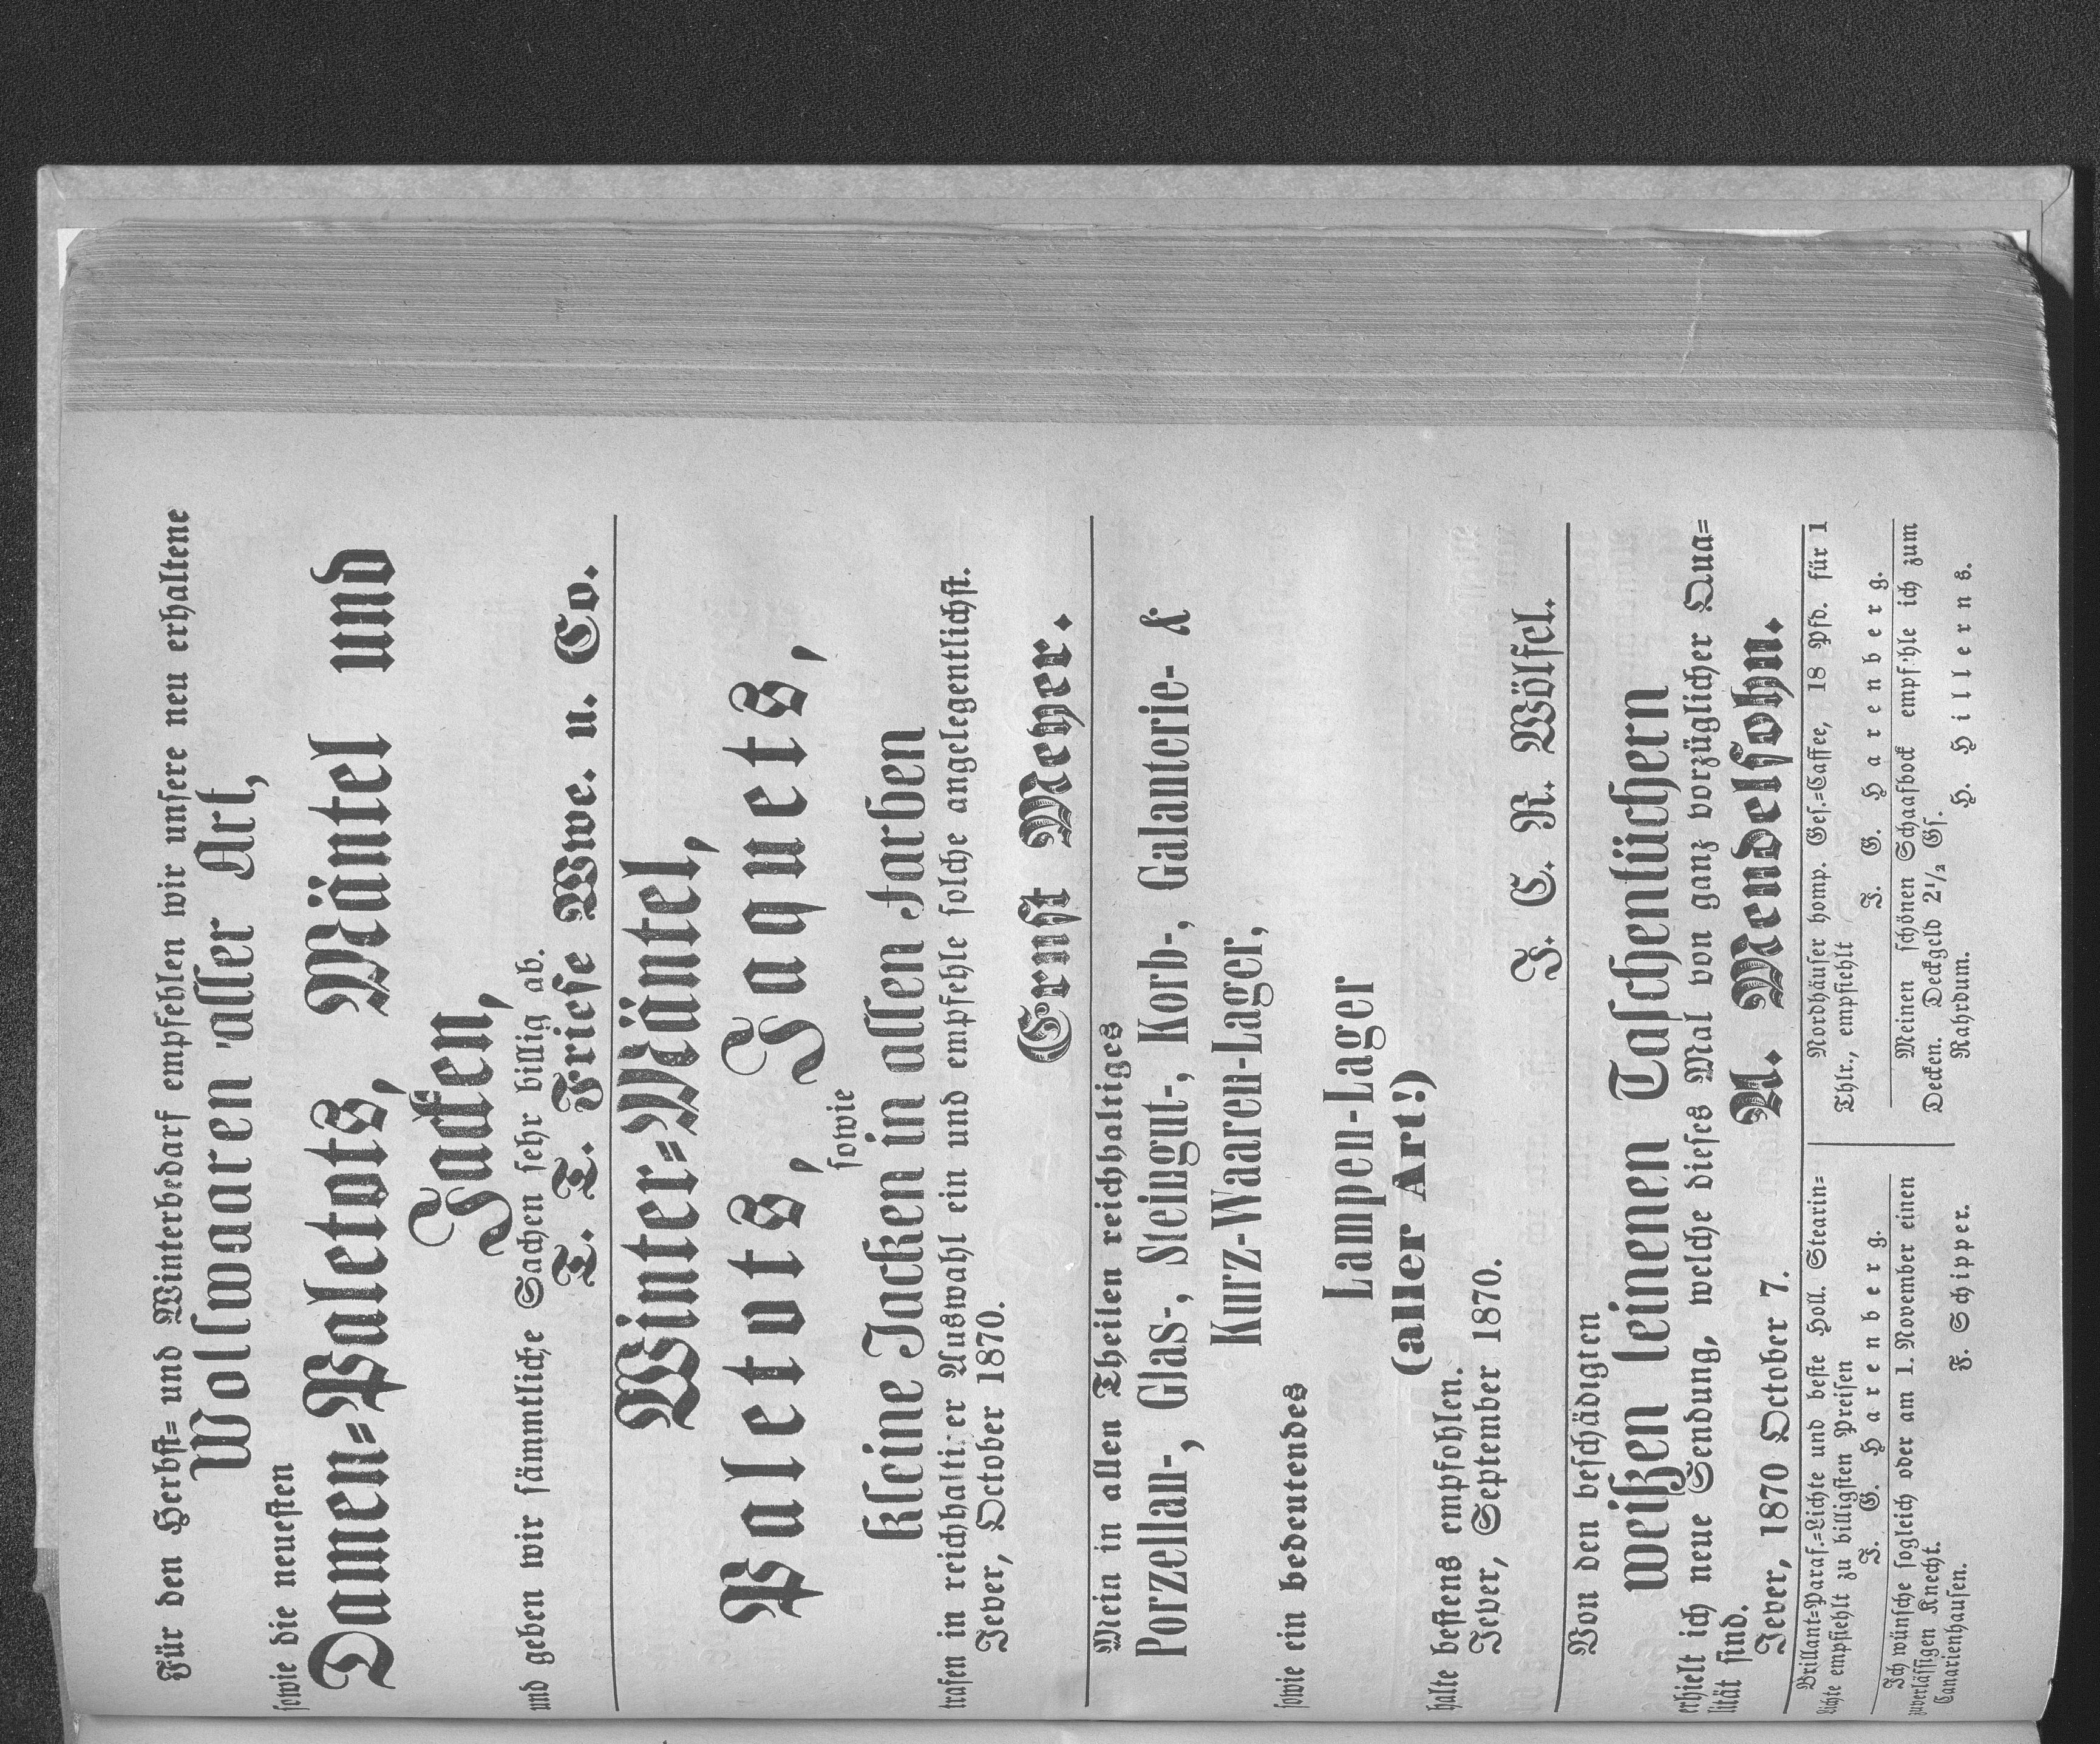 Für den Herbst- und Winterbedarf empfehlen wir unsere neu erhaltene
Wollwaaren aller Art,
sowie die neuesten
Damen-Paletots, Mäntel und
Jacken,
und geben wir sämmtliche Sachen sehr billig ab.
T. T. Friese Wwe. u. Co.
Winter-Mäntel,
Paletots, Jaquets,
sowie
kleine Jacken in allen Farben
trafen in reichhaltiger Auswahl ein und empfehle solche angelegentlichst.
Jever, October 1870.
Ernst Meyer.
Mein in allen Theilen reichhaltiges
Porzellan-, Glas-, Steingut-, Korb-, Galanterie- &
Kurz-Waaren-Lager,
sowie ein bedeutendes
Lampen-Lager
(aller Art!)
halte bestens empfohlen.
Jever, September 1870.
J. C. R. Wölfel.
Von den beschädigten
weißen leinenen Taschentüchern
erhielt ich neue Sendung, welche dieses Mal von ganz vorzüglicher Qua-
lität sind.
Jever, 1870 October 7.
A. Mendelsohn.
Brillant-Paraf.-Lichte und beste Holl. Stearin-
Lichte empfiehlt zu billigsten Preisen
J. G. Harenberg.
Ich wünsche sogleich oder am 1. November einen
zuverlässigen Knecht.
Canarienhausen.
F. Schipper.
Nordhäuser homp. Ges.-Caffee, 18 Pfd. für 1
Thlr., empfiehlt
J. G. Harenberg.
Meinen schönen Schaafbock empfehle ich zum
Decken. Deckgeld 2½ Gs.
Rahrdum.
H. Hillerns.